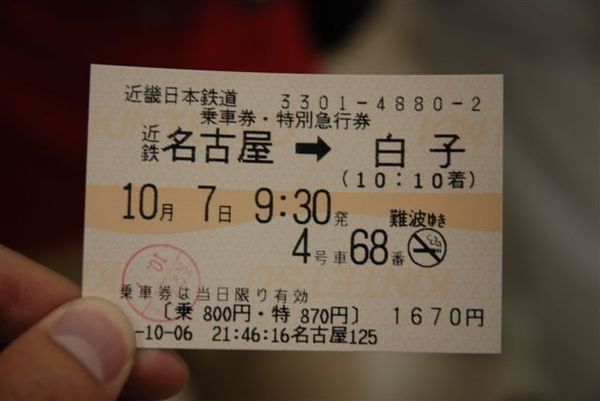 近畿日本鉄道 3301-4880-2
乗車券・特別急行券
近鉄 名古屋 → 白子
(10:10着)
10月 7日 9:30発 難波ゆき
4号車68番
乗車券は当日限り有効
〔乗 800円・特 870円〕 1670円
-10-06 21:46:16名古屋125